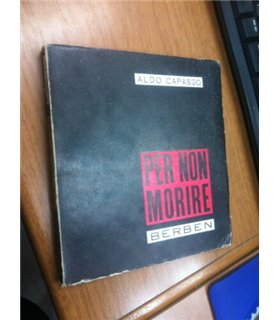 ALDO CAPASSO
PER NON
MORIRE
BERBEN